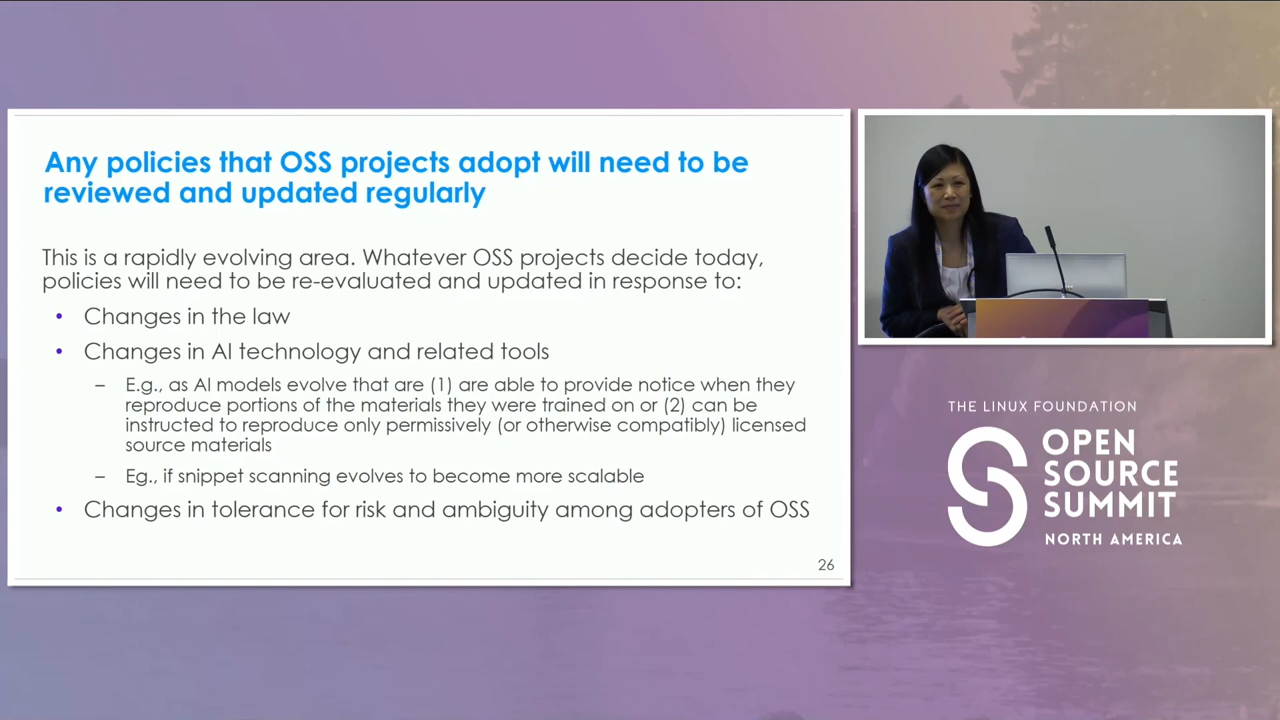 Any policies that OSS projects adopt will need to be
reviewed and updated regularly
This is a rapidly evolving area. Whatever OSS projects decide today,
policies will need to be re-evaluated and updated in response to:
• Changes in the law
• Changes in AI technology and related tools
– E.g., as AI models evolve that are (1) are able to provide notice when they
reproduce portions of the materials they were trained on or (2) can be
instructed to reproduce only permissively (or otherwise compatibly) licensed
source materials
– Eg., if snippet scanning evolves to become more scalable
• Changes in tolerance for risk and ambiguity among adopters of OSS
26
THE LINUX FOUNDATION
OPEN
SOURCE
SUMMIT
NORTH AMERICA